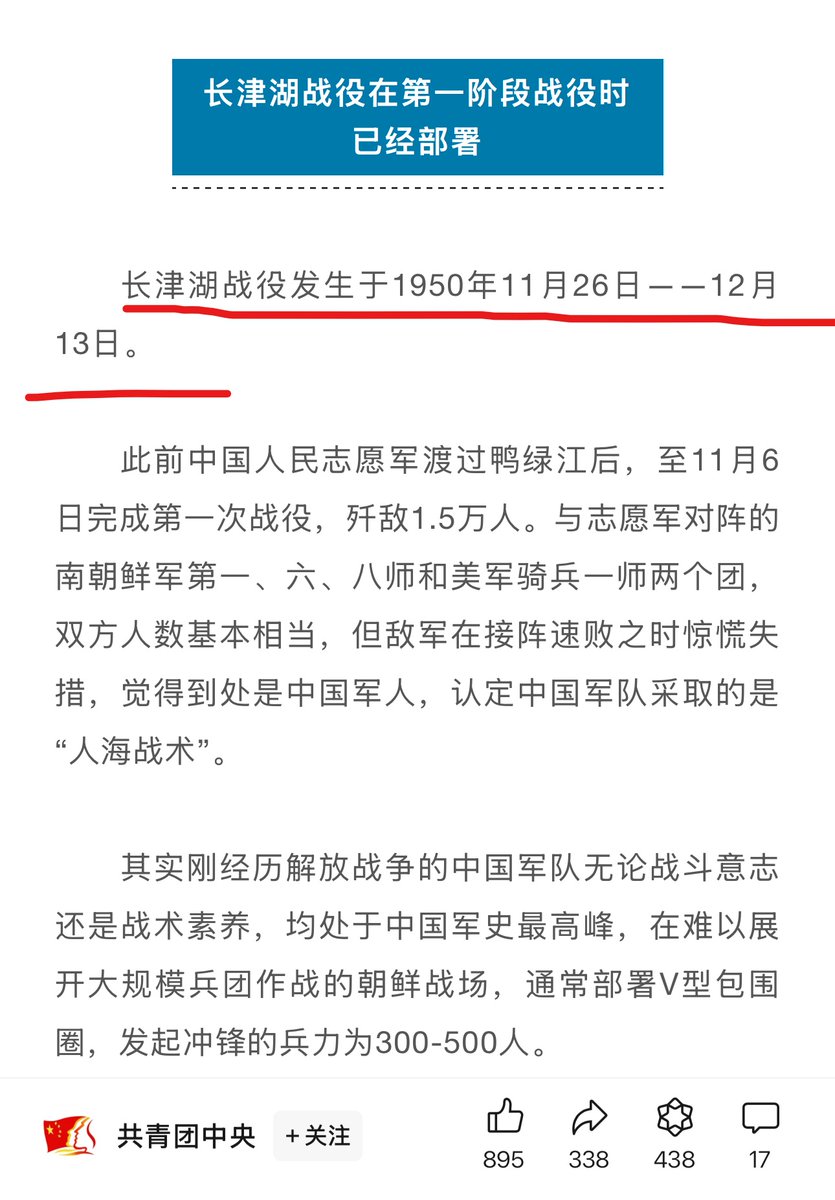 长津湖战役在第一阶段战役时
已经部署
长津湖战役发生于1950年11月26日——12月
13日。
此前中国人民志愿军渡过鸭绿江后，至11月6
日完成第一次战役，歼敌1.5万人。与志愿军对阵的
南朝鲜军第一、六、八师和美军骑兵一师两个团，
双方人数基本相当，但敌军在接阵速败之时惊慌失
措，觉得到处是中国军人，认定中国军队采取的是
“人海战术”。
其实刚经历解放战争的中国军队无论战斗意志
还是战术素养，均处于中国军史最高峰，在难以展
开大规模兵团作战的朝鲜战场，通常部署V型包围
圈，发起冲锋的兵力为300-500人。
共青团中央 +关注
895 338 438 17